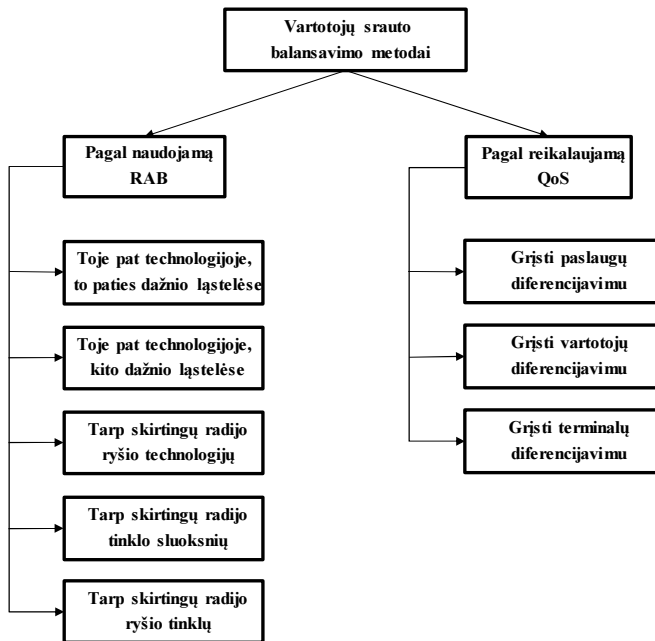 Vartotojų srauto
balansavimo metodai
Pagal naudojamą
RAB
Pagal reikalaujamą
QoS
Toje pat technologijoje,
to paties dažnio ląstelėse
Toje pat technologijoje,
kito dažnio ląstelėse
Tarp skirtingų radijo
ryšio technologijų
Tarp skirtingų radijo
tinklo sluoksnių
Tarp skirtingų radijo
ryšio tinklų
Grįsti paslaugų
diferencijavimu
Grįsti vartotojų
diferencijavimu
Grįsti terminalų
diferencijavimu